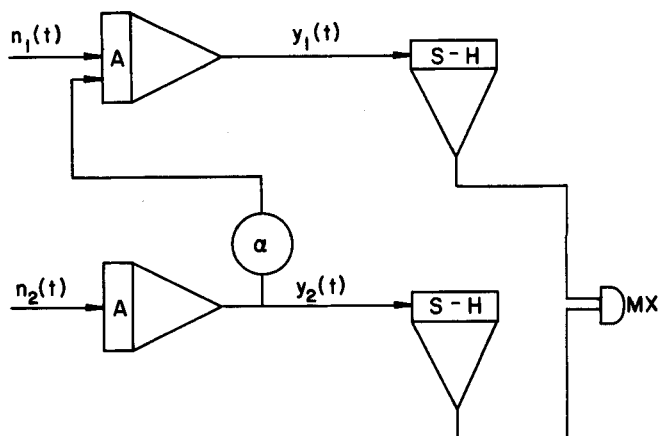 n₁(t)
A
y₁(t)
S-H
α
n₂(t)
A
y₂(t)
S-H
MX